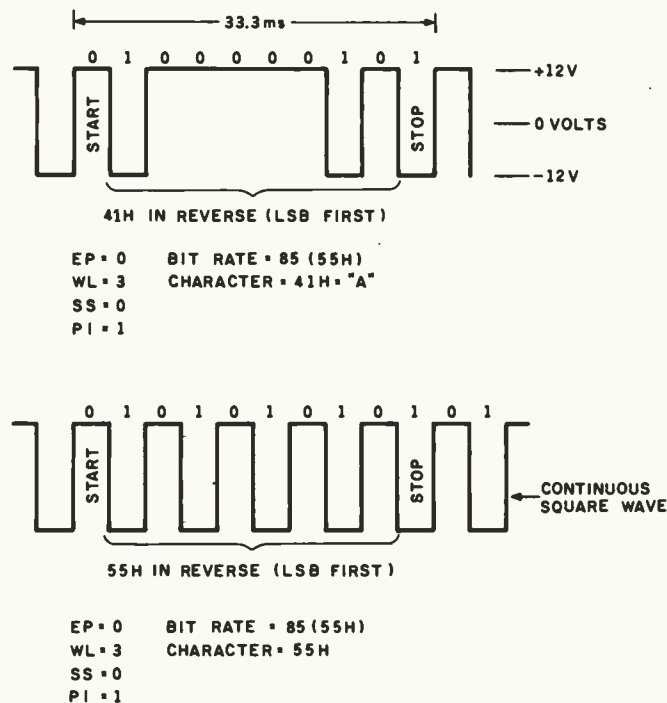 33.3ms
0 1 0 0 0 0 0 1 0 1
+12V
START
STOP
0 VOLTS
-12V
41H IN REVERSE (LSB FIRST)
EP=0 BIT RATE=85 (55H)
WL=3 CHARACTER=41H="A"
SS=0
PI=1
0 1 0 1 0 1 0 1 0 1 0 1
START
STOP
CONTINUOUS
SQUARE WAVE
55H IN REVERSE (LSB FIRST)
EP=0 BIT RATE=85(55H)
WL=3 CHARACTER=55H
SS=0
PI=1